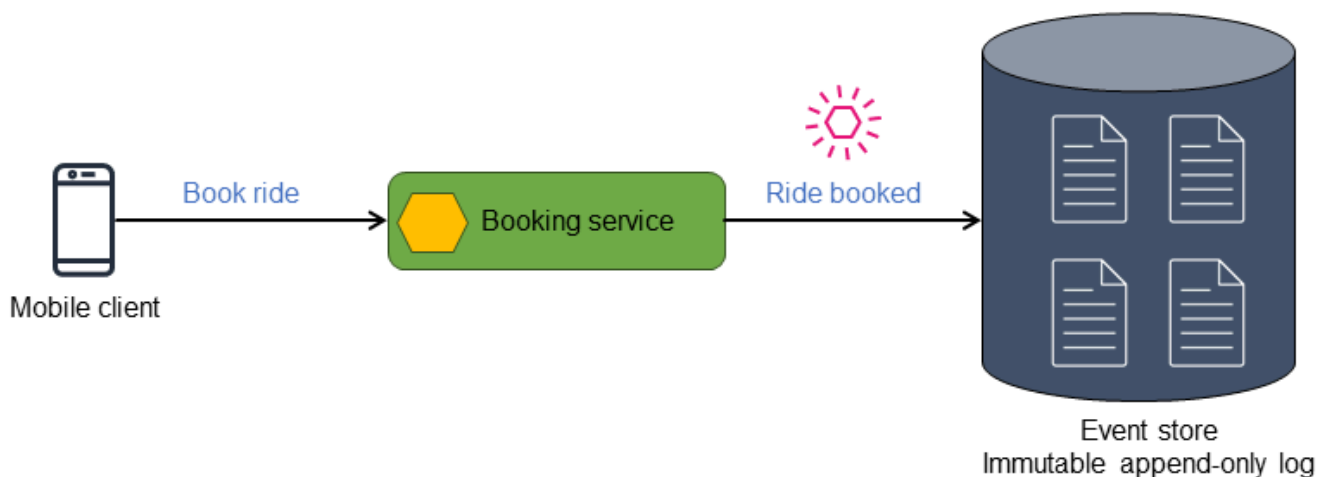 Book ride
Booking service
Ride booked
Mobile client
Event store
Immutable append-only log